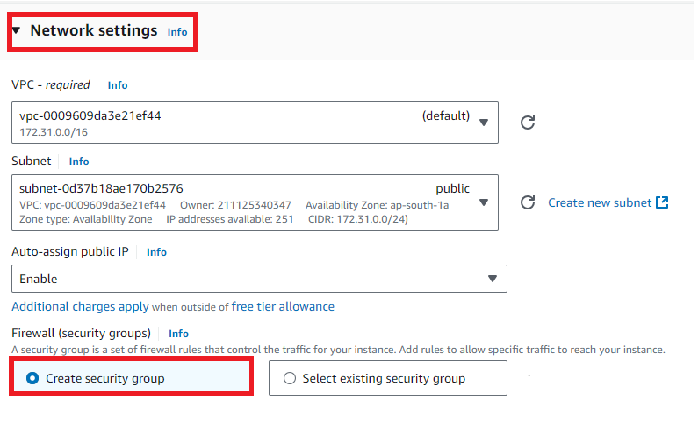 Network settings Info
VPC - required Info
vpc-0009609da3e21ef44 (default)
172.31.0.0/16
Subnet Info
subnet-0d37b18ae170b2576 public
VPC: vpc-0009609da3e21ef44 Owner: 211125340347 Availability Zone: ap-south-1a
Zone type: Availability Zone IP addresses available: 251 CIDR: 172.31.0.0/24)
Create new subnet
Auto-assign public IP Info
Enable
Additional charges apply when outside of free tier allowance
Firewall (security groups) Info
A security group is a set of firewall rules that control the traffic for your instance. Add rules to allow specific traffic to reach your instance.
Create security group Select existing security group